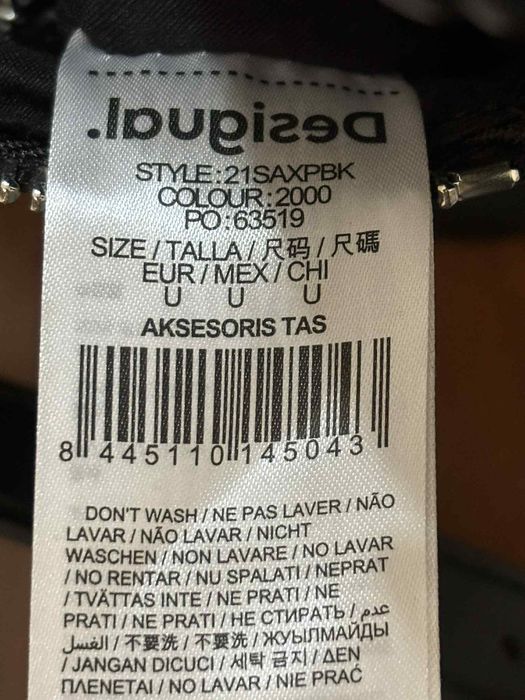 Desigual.
STYLE:21SAXPBK
COLOUR:2000
PO:63519
SIZE / TALLA / 尺码 / 尺碼
EUR / MEX / CHI
U U U
AKSESORIS TAS
8 445110 145043
DON'T WASH / NE PAS LAVER / NÃO
LAVAR / NÃO LAVAR / NICHT
WASCHEN / NON LAVARE / NO LAVAR
/ NO RENTAR / NU SPALATI / NEPRAT
/ TVÄTTAS INTE / NE PRATI / NE
PRATI / NE PRATI / НЕ СТИРАТЬ / عدم
الغسل / 不要洗 / 不要洗 / ЖУЫЛМАЙДЫ
/ JANGAN DICUCI / 세탁 금지 / ΔΕΝ
ΠΛΕΝΕΤΑΙ / NO LAVAR / NIE PRAĆ